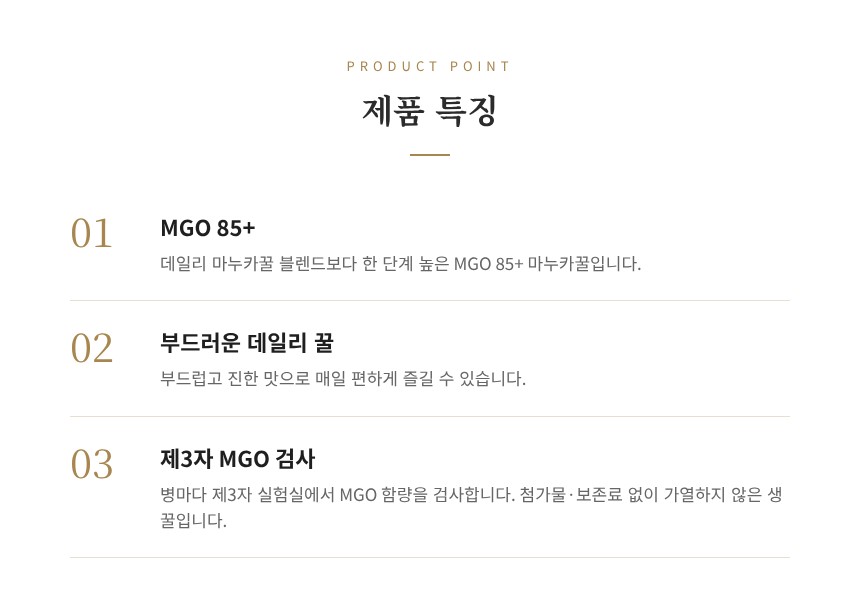 PRODUCT POINT
제품 특징
01
MGO 85+
데일리 마누카꿀 블렌드보다 한 단계 높은 MGO 85+ 마누카꿀입니다.
02
부드러운 데일리 꿀
부드럽고 진한 맛으로 매일 편하게 즐길 수 있습니다.
03
제3자 MGO 검사
병마다 제3자 실험실에서 MGO 함량을 검사합니다. 첨가물·보존료 없이 가열하지 않은 생
꿀입니다.